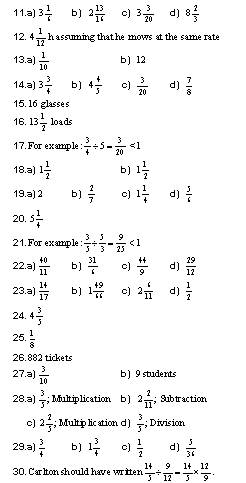 11.a) 3 1/6 b) 2 13/16 c) 3 3/20 d) 8 2/3
12. 4 1/12 h assuming that he mows at the same rate
13.a) 1/10 b) 12
14.a) 3 3/4 b) 4 4/5 c) 3/20 d) 7/8
15. 16 glasses
16. 13 1/2 loads
17. For example: 3/4 ÷ 5 = 3/20 < 1
18.a) 1 1/2 b) 1 1/2
19.a) 2 b) 2/7 c) 1 1/4 d) 5/6
20. 5 1/4
21. For example: 3/5 ÷ 5/3 = 9/25 < 1
22.a) 40/11 b) 31/6 c) 44/9 d) 29/12
23.a) 14/17 b) 1 49/66 c) 2 6/11 d) 1/2
24. 4 3/5
25. 1/8
26. 882 tickets
27.a) 3/10 b) 9 students
28.a) 3/5; Multiplication b) 2 2/11; Subtraction
c) 2 2/5; Multiplication d) 3/5; Division
29.a) 3/4 b) 1 3/4 c) 1/2 d) 5/36
30. Carlton should have written 14/5 ÷ 9/12 = 14/5 × 12/9.